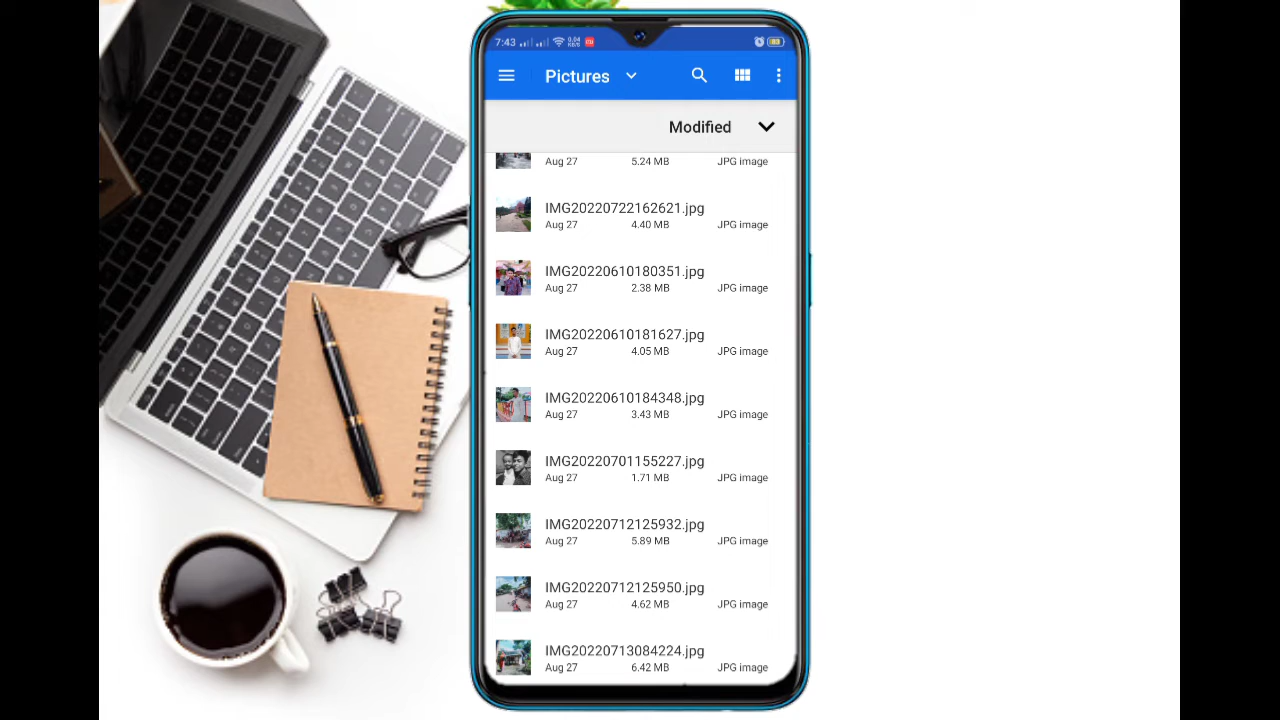 7:43 0.04 KB/S
Pictures
Modified
Aug 27 5.24 MB JPG image
IMG20220722162621.jpg
Aug 27 4.40 MB JPG image
IMG20220610180351.jpg
Aug 27 2.38 MB JPG image
IMG20220610181627.jpg
Aug 27 4.05 MB JPG image
IMG20220610184348.jpg
Aug 27 3.43 MB JPG image
IMG20220701155227.jpg
Aug 27 1.71 MB JPG image
IMG20220712125932.jpg
Aug 27 5.89 MB JPG image
IMG20220712125950.jpg
Aug 27 4.62 MB JPG image
IMG20220713084224.jpg
Aug 27 6.42 MB JPG image